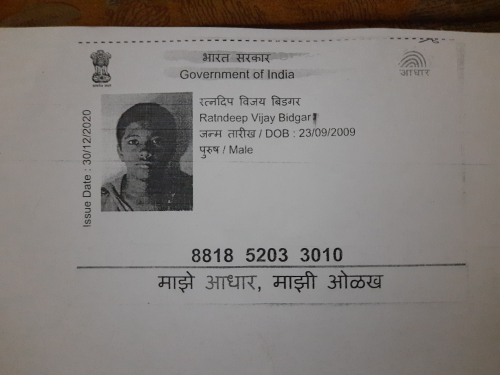 भारत सरकार
Government of India
आधार
Issue Date : 30/12/2020
रत्नदिप विजय बिडगर
Ratndeep Vijay Bidgar
जन्म तारीख / DOB : 23/09/2009
पुरुष / Male
8818 5203 3010
माझे आधार, माझी ओळख